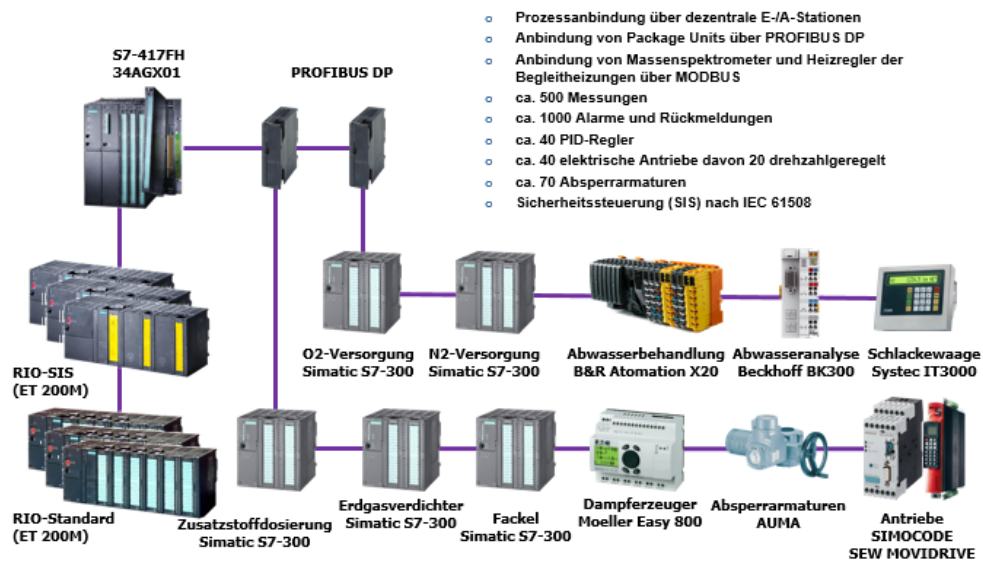 Prozessanbindung über dezentrale E-/A-Stationen
Anbindung von Package Units über PROFIBUS DP
Anbindung von Massenspektrometer und Heizregler der
Begleitheizungen über MODBUS
ca. 500 Messungen
ca. 1000 Alarme und Rückmeldungen
ca. 40 PID-Regler
ca. 40 elektrische Antriebe davon 20 drehzahlgeregelt
ca. 70 Absperrarmaturen
Sicherheitssteuerung (SIS) nach IEC 61508
S7-417FH
34AGX01
PROFIBUS DP
RIO-SIS
(ET 200M)
O2-Versorgung
Simatic S7-300
N2-Versorgung
Simatic S7-300
Abwasserbehandlung
B&R Atomation X20
Abwasseranalyse
Beckhoff BK300
Schlackewaage
Systec IT3000
RIO-Standard
(ET 200M)
Zusatzstoffdosierung
Simatic S7-300
Erdgasverdichter
Simatic S7-300
Fackel
Simatic S7-300
Dampferzeuger
Moeller Easy 800
Absperrarmaturen
AUMA
Antriebe
SIMOCODE
SEW MOVIDRIVE